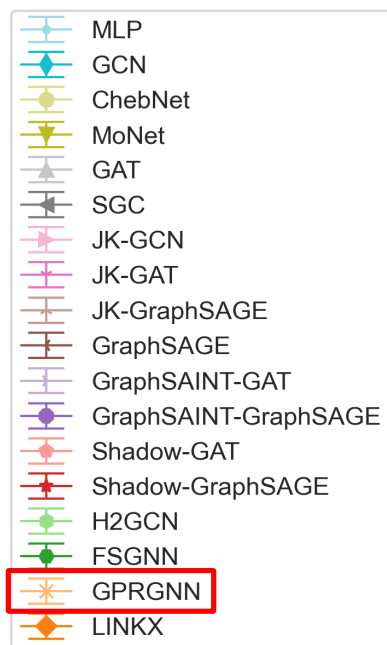 MLP
GCN
ChebNet
MoNet
GAT
SGC
JK-GCN
JK-GAT
JK-GraphSAGE
GraphSAGE
GraphSAINT-GAT
GraphSAINT-GraphSAGE
Shadow-GAT
Shadow-GraphSAGE
H2GCN
FSGNN
GPRGNN
LINKX